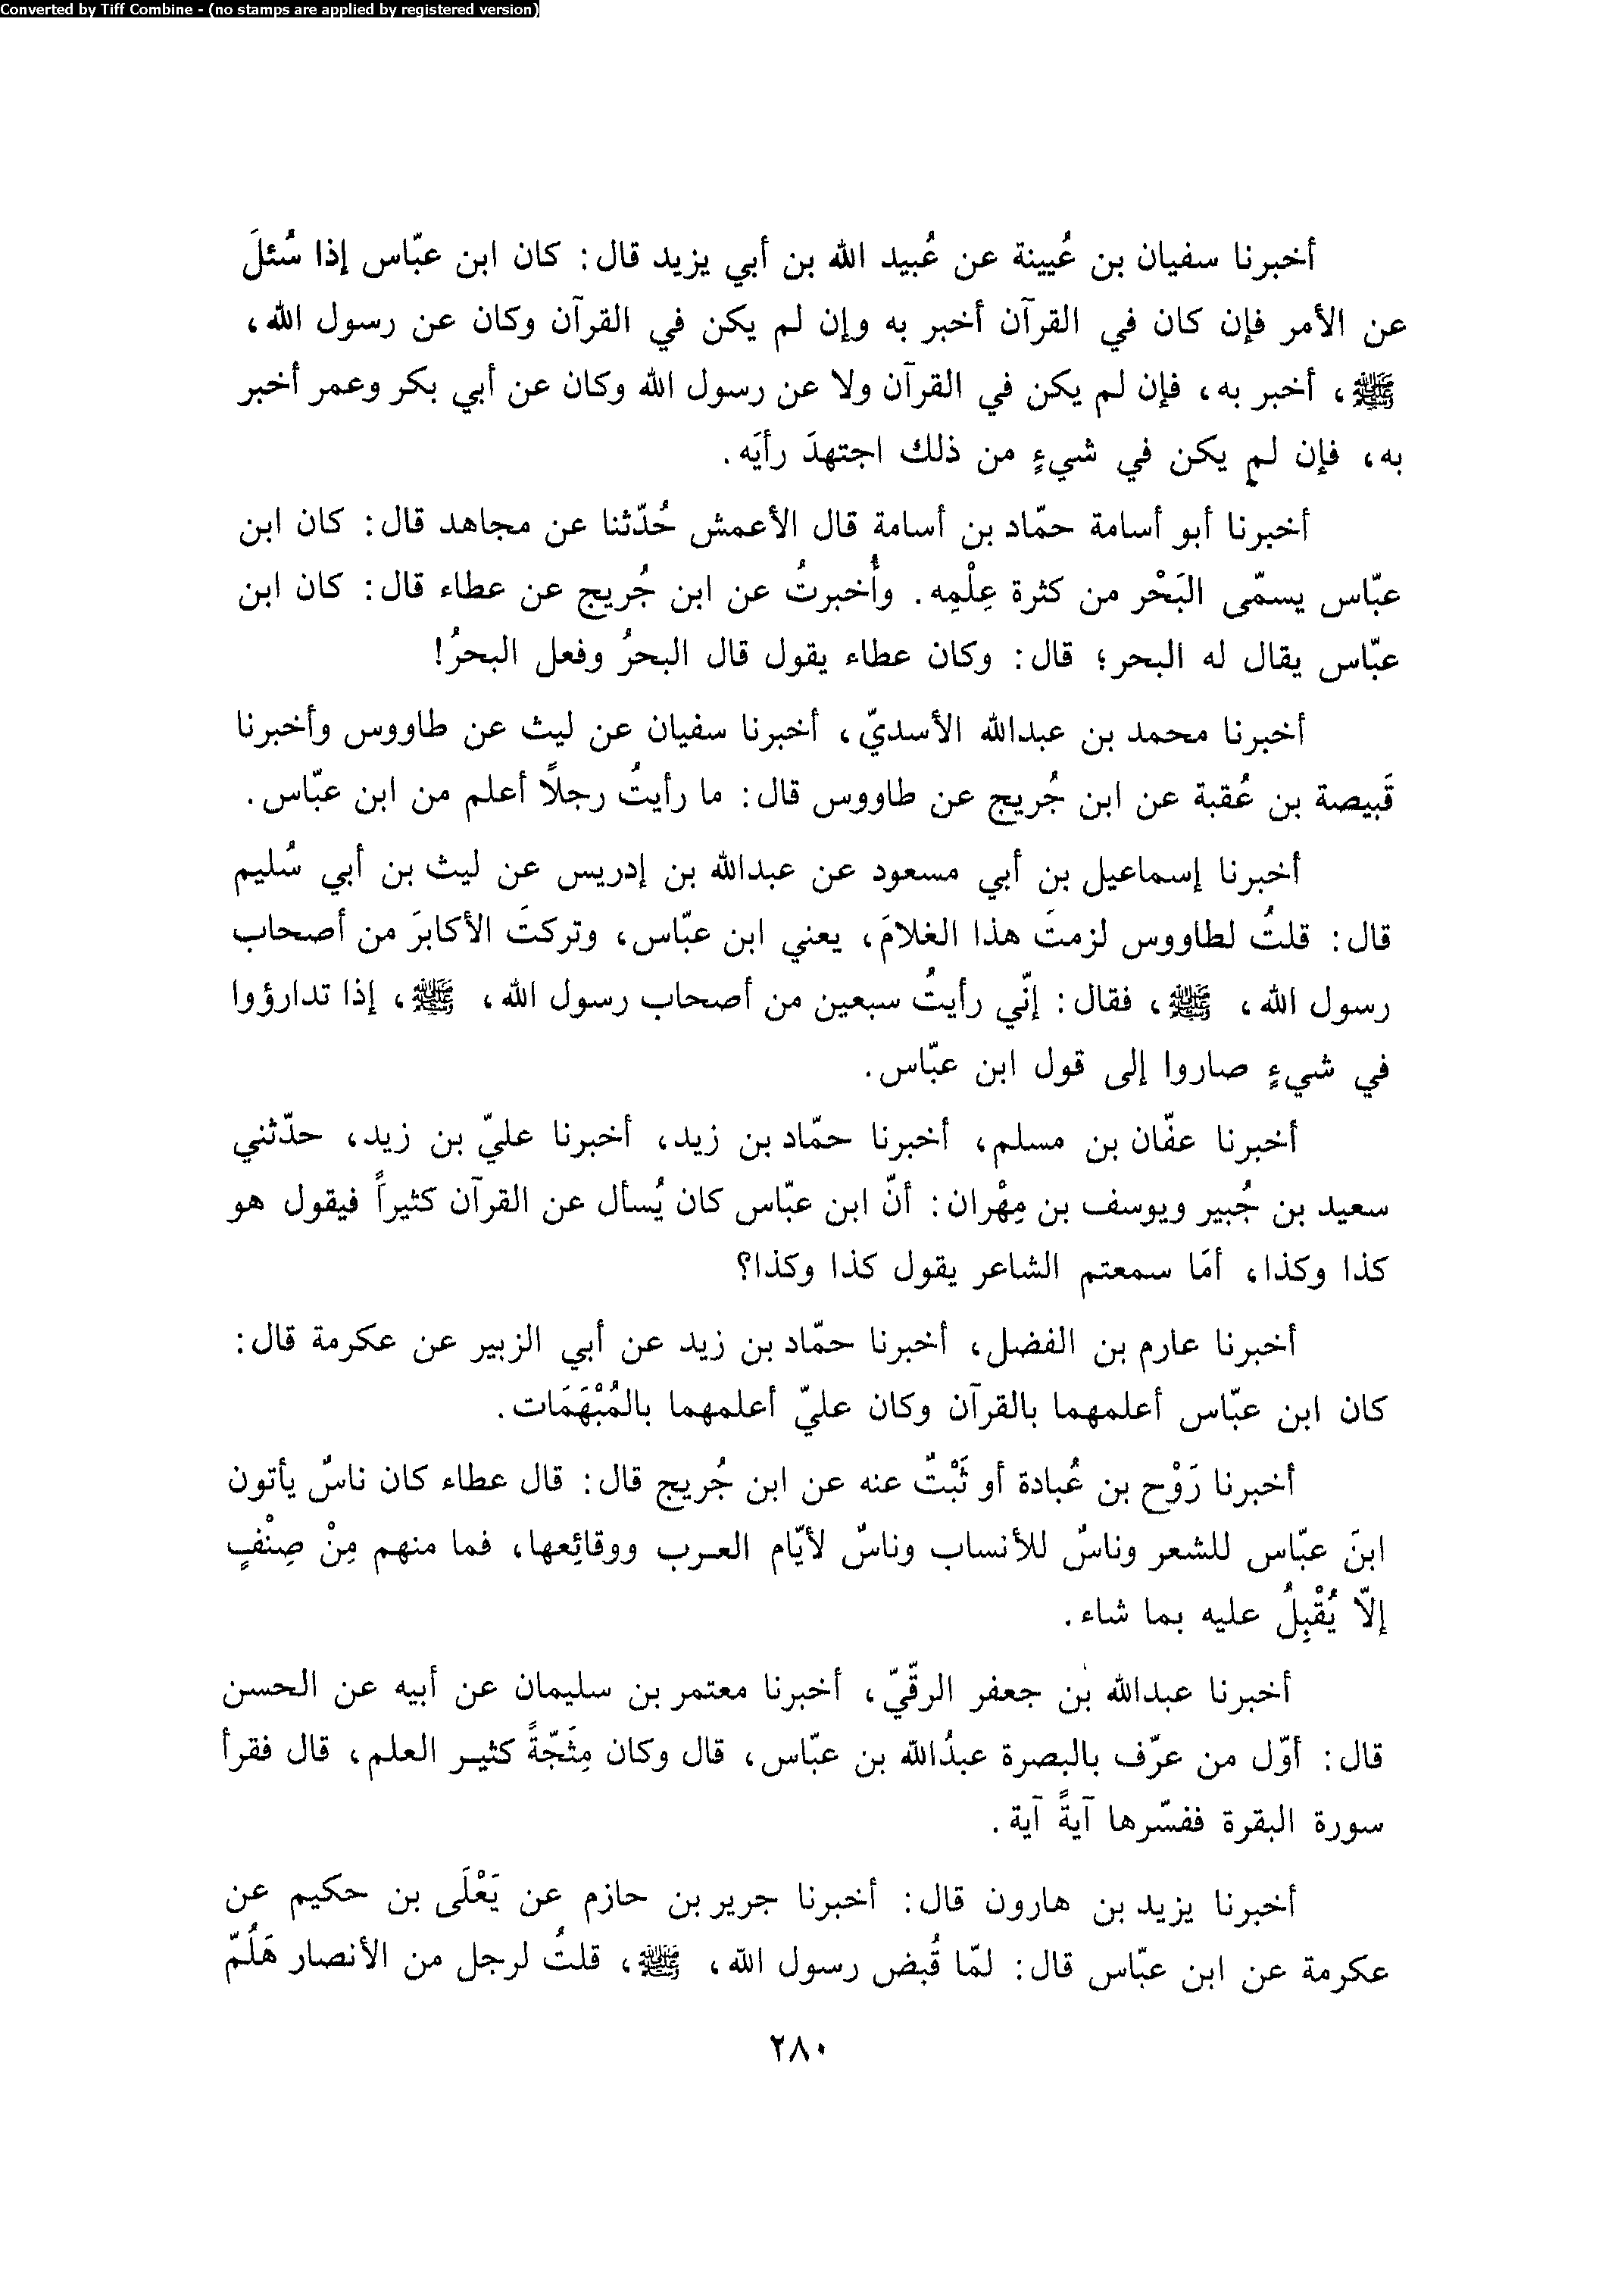 Converted by Tiff Combine - (no stamps are applied by registered version)
أخبرنا سفيان بن عُيينة عن عُبيد الله بن أبي يزيد قال: كان ابن عبّاس إذا سُئلَ
عن الأمر فإن كان في القرآن أخبر به وإن لم يكن في القرآن وكان عن رسول الله،
ﷺ، أخبر به، فإن لم يكن في القرآن ولا عن رسول الله وكان عن أبي بكر وعمر أخبر
به، فإن لم يكن في شيءٍ من ذلك اجتهدَ رأيَه.
أخبرنا أبو أسامة حمّاد بن أسامة قال الأعمش حُدّثنا عن مجاهد قال: كان ابن
عبّاس يسمّى البَحْر من كثرة عِلْمِه. وأُخبرتُ عن ابن جُريج عن عطاء قال: كان ابن
عبّاس يقال له البحر؛ قال: وكان عطاء يقول قال البحرُ وفعل البحرُ!
أخبرنا محمد بن عبدالله الأسديّ، أخبرنا سفيان عن ليث عن طاووس وأخبرنا
قَبيصة بن عُقبة عن ابن جُريج عن طاووس قال: ما رأيتُ رجلاً أعلم من ابن عبّاس.
أخبرنا إسماعيل بن أبي مسعود عن عبدالله بن إدريس عن ليث بن أبي سُليم
قال: قلتُ لطاووس لزمتَ هذا الغلامَ، يعني ابن عبّاس، وتركتَ الأكابرَ من أصحاب
رسول الله، ﷺ، فقال: إنّي رأيتُ سبعين من أصحاب رسول الله، ﷺ، إذا تدارؤوا
في شيءٍ صاروا إلى قول ابن عبّاس.
أخبرنا عفّان بن مسلم، أخبرنا حمّاد بن زيد، أخبرنا عليّ بن زيد، حدّثني
سعيد بن جُبير ويوسف بن مِهْران: أنّ ابن عبّاس كان يُسأل عن القرآن كثيراً فيقول هو
كذا وكذا، أمَا سمعتم الشاعر يقول كذا وكذا؟
أخبرنا عارم بن الفضل، أخبرنا حمّاد بن زيد عن أبي الزبير عن عكرمة قال:
كان ابن عبّاس أعلمهما بالقرآن وكان عليّ أعلمهما بالمُبْهَمَات.
أخبرنا رَوْح بن عُبادة أو ثَبْتٌ عنه عن ابن جُريج قال: قال عطاء كان ناسٌ يأتون
ابنَ عبّاس للشعر وناسٌ للأنساب وناسٌ لأيّام العرب ووقائِعها، فما منهم مِنْ صِنْفٍ
إلاّ يُقْبِلُ عليه بما شاء.
أخبرنا عبدالله بن جعفر الرقّيّ، أخبرنا معتمر بن سليمان عن أبيه عن الحسن
قال: أوّل من عرّف بالبصرة عبدُالله بن عبّاس، قال وكان مِثَجّةً كثير العلم، قال فقرأ
سورة البقرة ففسّرها آيةً آية.
أخبرنا يزيد بن هارون قال: أخبرنا جرير بن حازم عن يَعْلَى بن حكيم عن
عكرمة عن ابن عبّاس قال: لمّا قُبض رسول الله، ﷺ، قلتُ لرجل من الأنصار هَلُمّ
٢٨٠